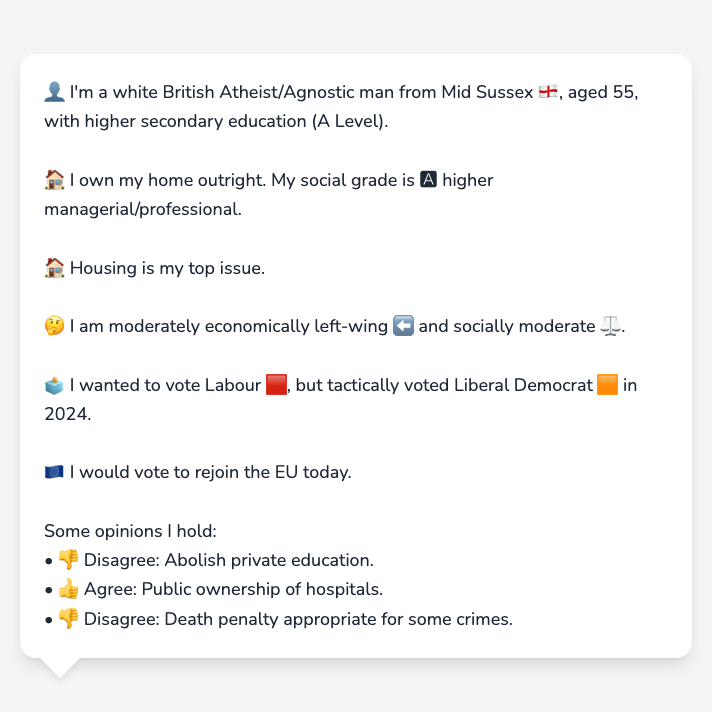 👤 I'm a white British Atheist/Agnostic man from Mid Sussex 🏴󠁧󠁢󠁥󠁮󠁧󠁿, aged 55,
with higher secondary education (A Level).
🏠 I own my home outright. My social grade is 🅰 higher
managerial/professional.
🏠 Housing is my top issue.
🤔 I am moderately economically left-wing ⬅️ and socially moderate ⚖️.
🗳️ I wanted to vote Labour 🟥, but tactically voted Liberal Democrat 🟧 in
2024.
🇪🇺 I would vote to rejoin the EU today.
Some opinions I hold:
• 👎 Disagree: Abolish private education.
• 👍 Agree: Public ownership of hospitals.
• 👎 Disagree: Death penalty appropriate for some crimes.